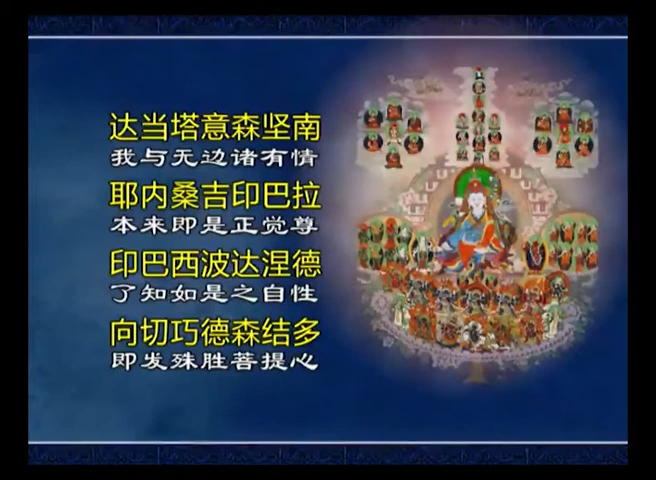 达当塔意森坚南
我与无边诸有情
耶内桑吉印巴拉
本来即是正觉尊
印巴西波达涅德
了知如是之自性
向切巧德森结多
即发殊胜菩提心